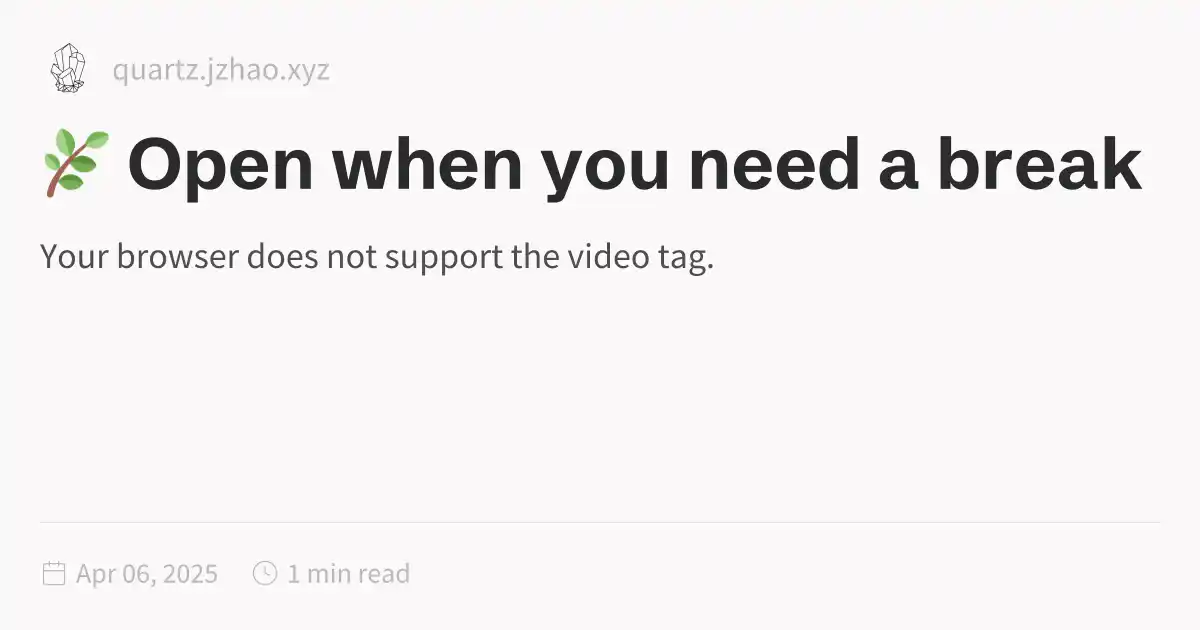 quartz.jzhao.xyz
🌿 Open when you need a break
Your browser does not support the video tag.
Apr 06, 2025 1 min read